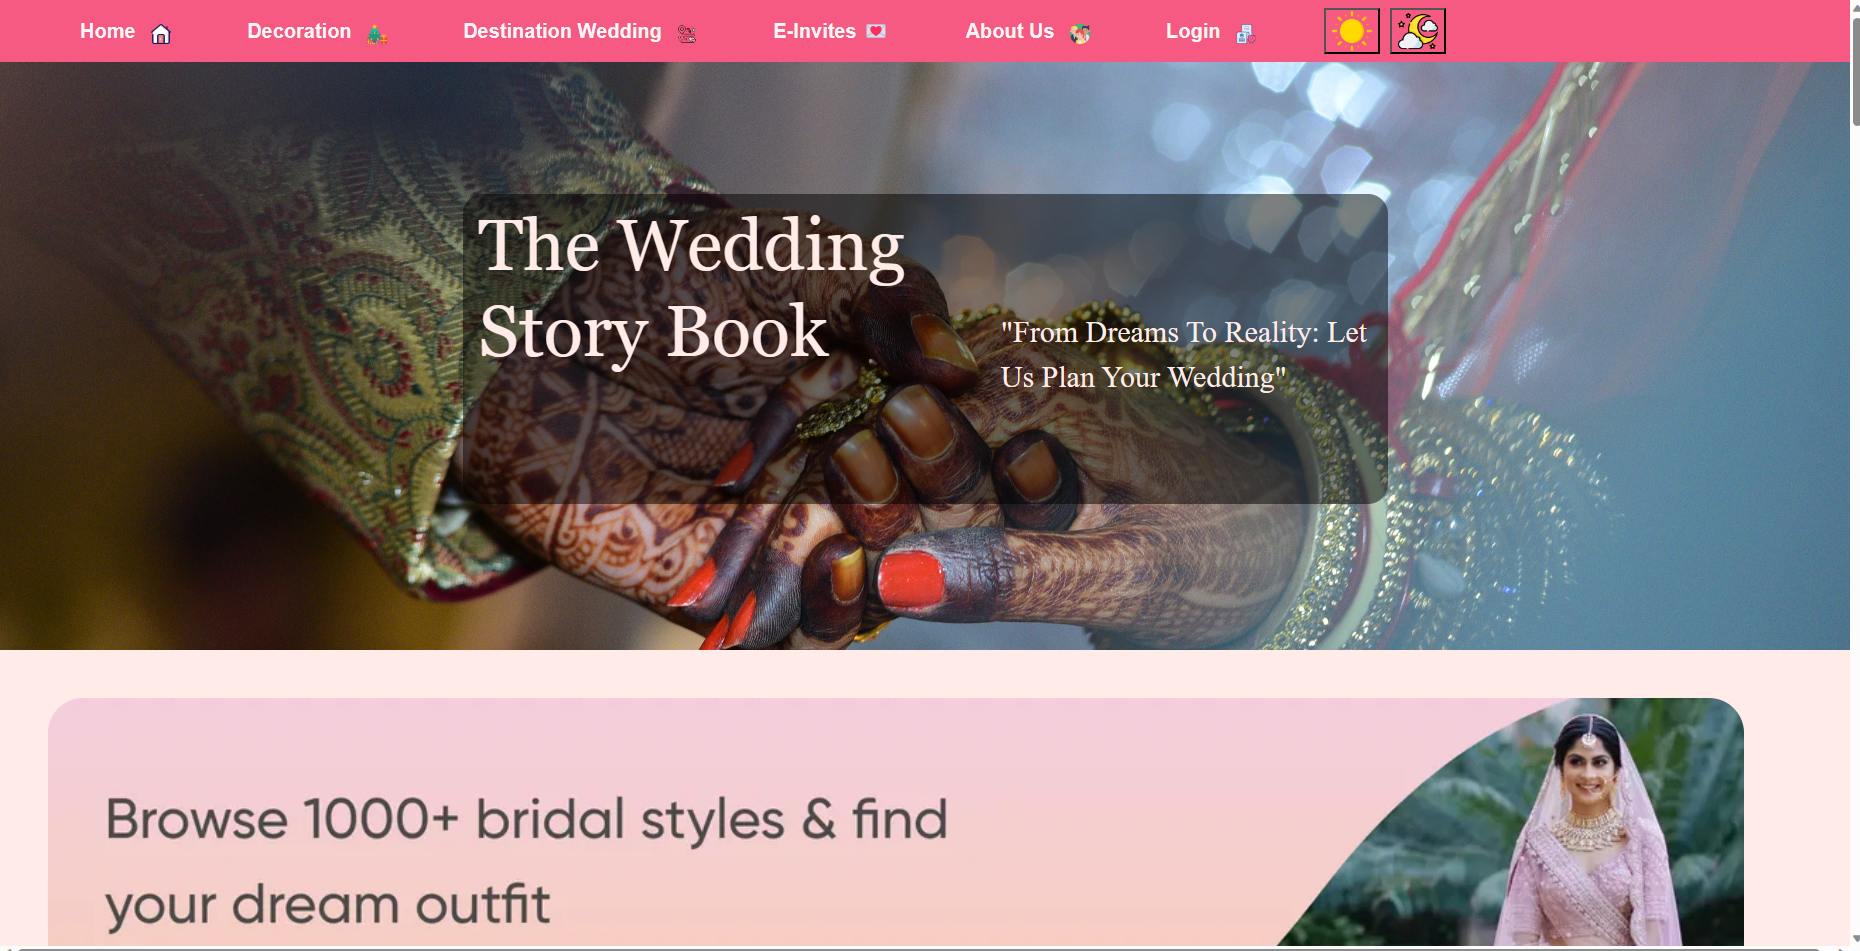 Home Decoration Destination Wedding E-Invites About Us Login
The Wedding
Story Book
"From Dreams To Reality: Let
Us Plan Your Wedding"
Browse 1000+ bridal styles & find
your dream outfit